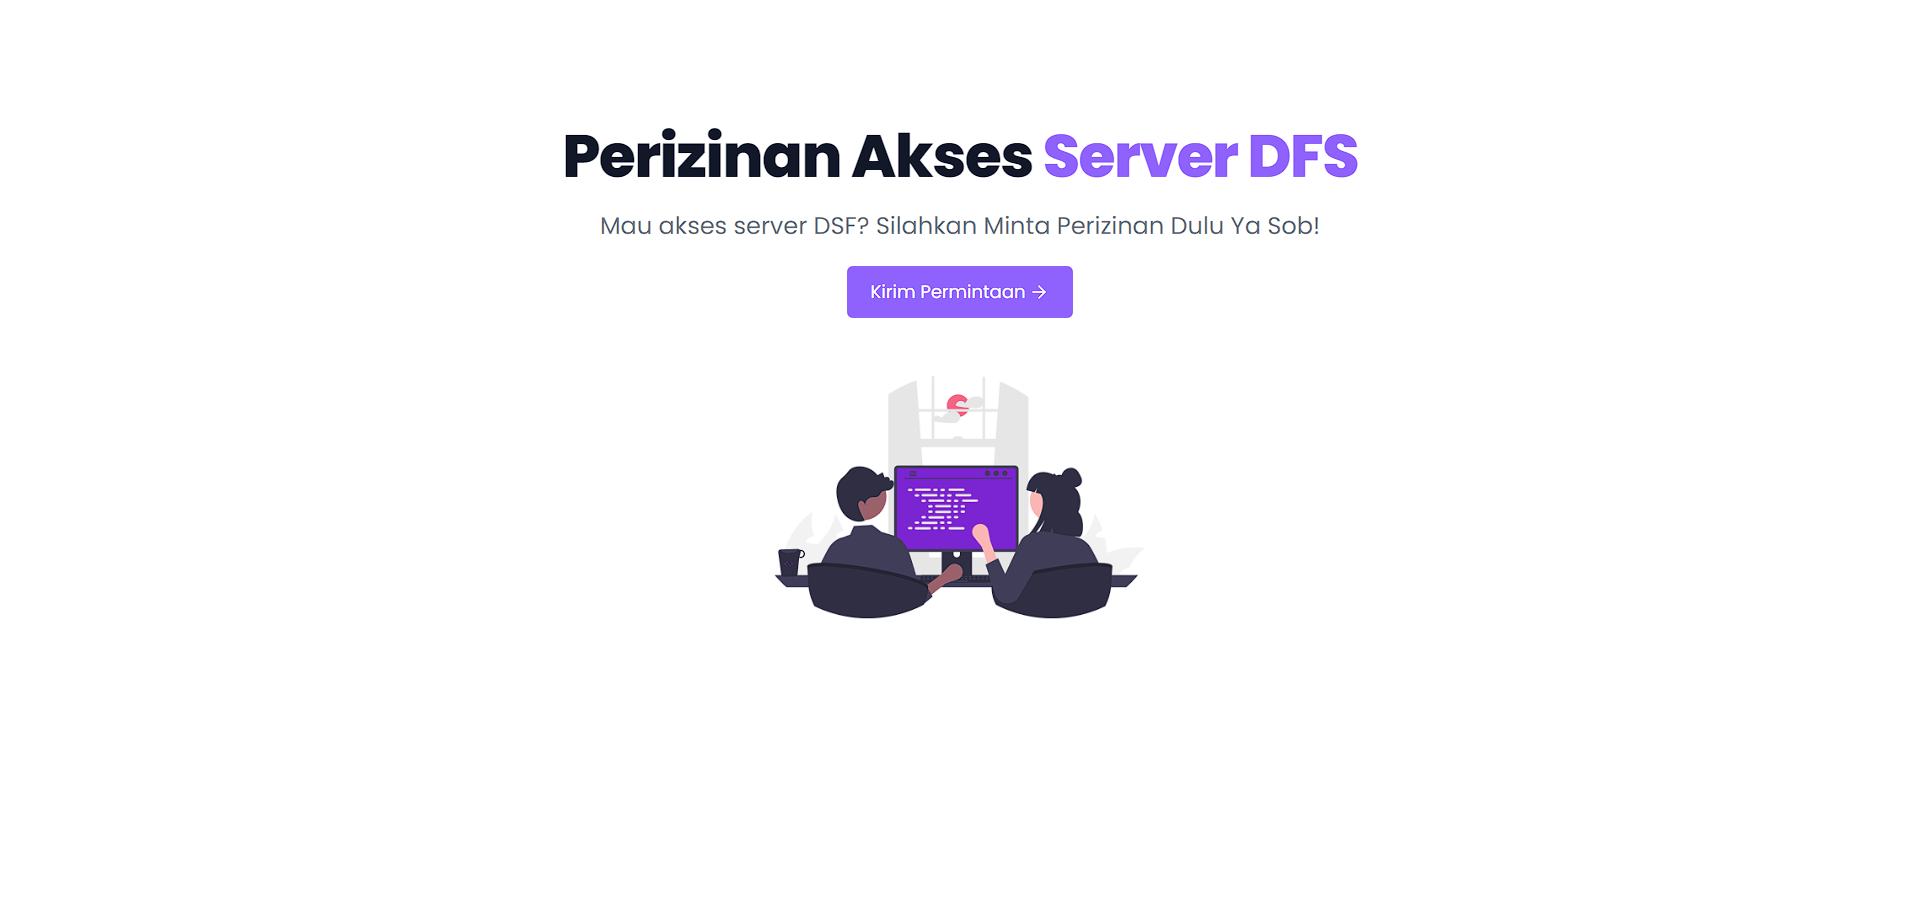 Perizinan Akses Server DFS
Mau akses server DSF? Silahkan Minta Perizinan Dulu Ya Sob!
Kirim Permintaan →